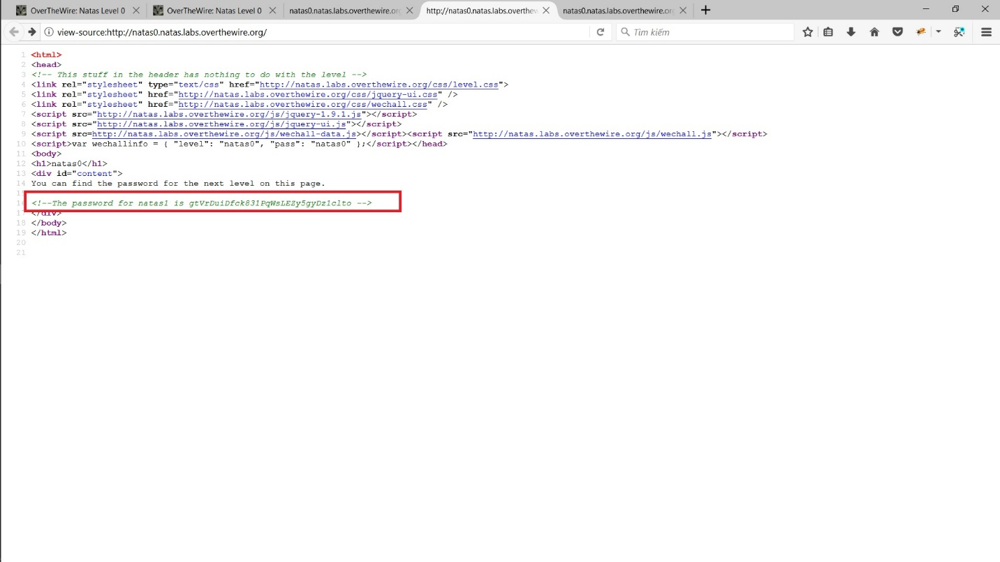 OverTheWire: Natas Level 0
OverTheWire: Natas Level 0
natas0.natas.labs.overthewire.org
http://natas0.natas.labs.overthew
natas0.natas.labs.overthewire.org
view-source:http://natas0.natas.labs.overthewire.org/
Tìm kiếm
1 <html>
2 <head>
3 <!-- This stuff in the header has nothing to do with the level -->
4 <link rel="stylesheet" type="text/css" href="http://natas.labs.overthewire.org/css/level.css">
5 <link rel="stylesheet" href="http://natas.labs.overthewire.org/css/jquery-ui.css" />
6 <link rel="stylesheet" href="http://natas.labs.overthewire.org/css/wechall.css" />
7 <script src="http://natas.labs.overthewire.org/js/jquery-1.9.1.js"></script>
8 <script src="http://natas.labs.overthewire.org/js/jquery-ui.js"></script>
9 <script src=http://natas.labs.overthewire.org/js/wechall-data.js></script><script src="http://natas.labs.overthewire.org/js/wechall.js"></script>
10 <script>var wechallinfo = { "level": "natas0", "pass": "natas0" };</script></head>
11 <body>
12 <h1>natas0</h1>
13 <div id="content">
14 You can find the password for the next level on this page.
15
16 <!--The password for natas1 is gtVrDuiDfck831PqWsLEZy5gyDz1clto -->
17 </div>
18 </body>
19 </html>
20
21